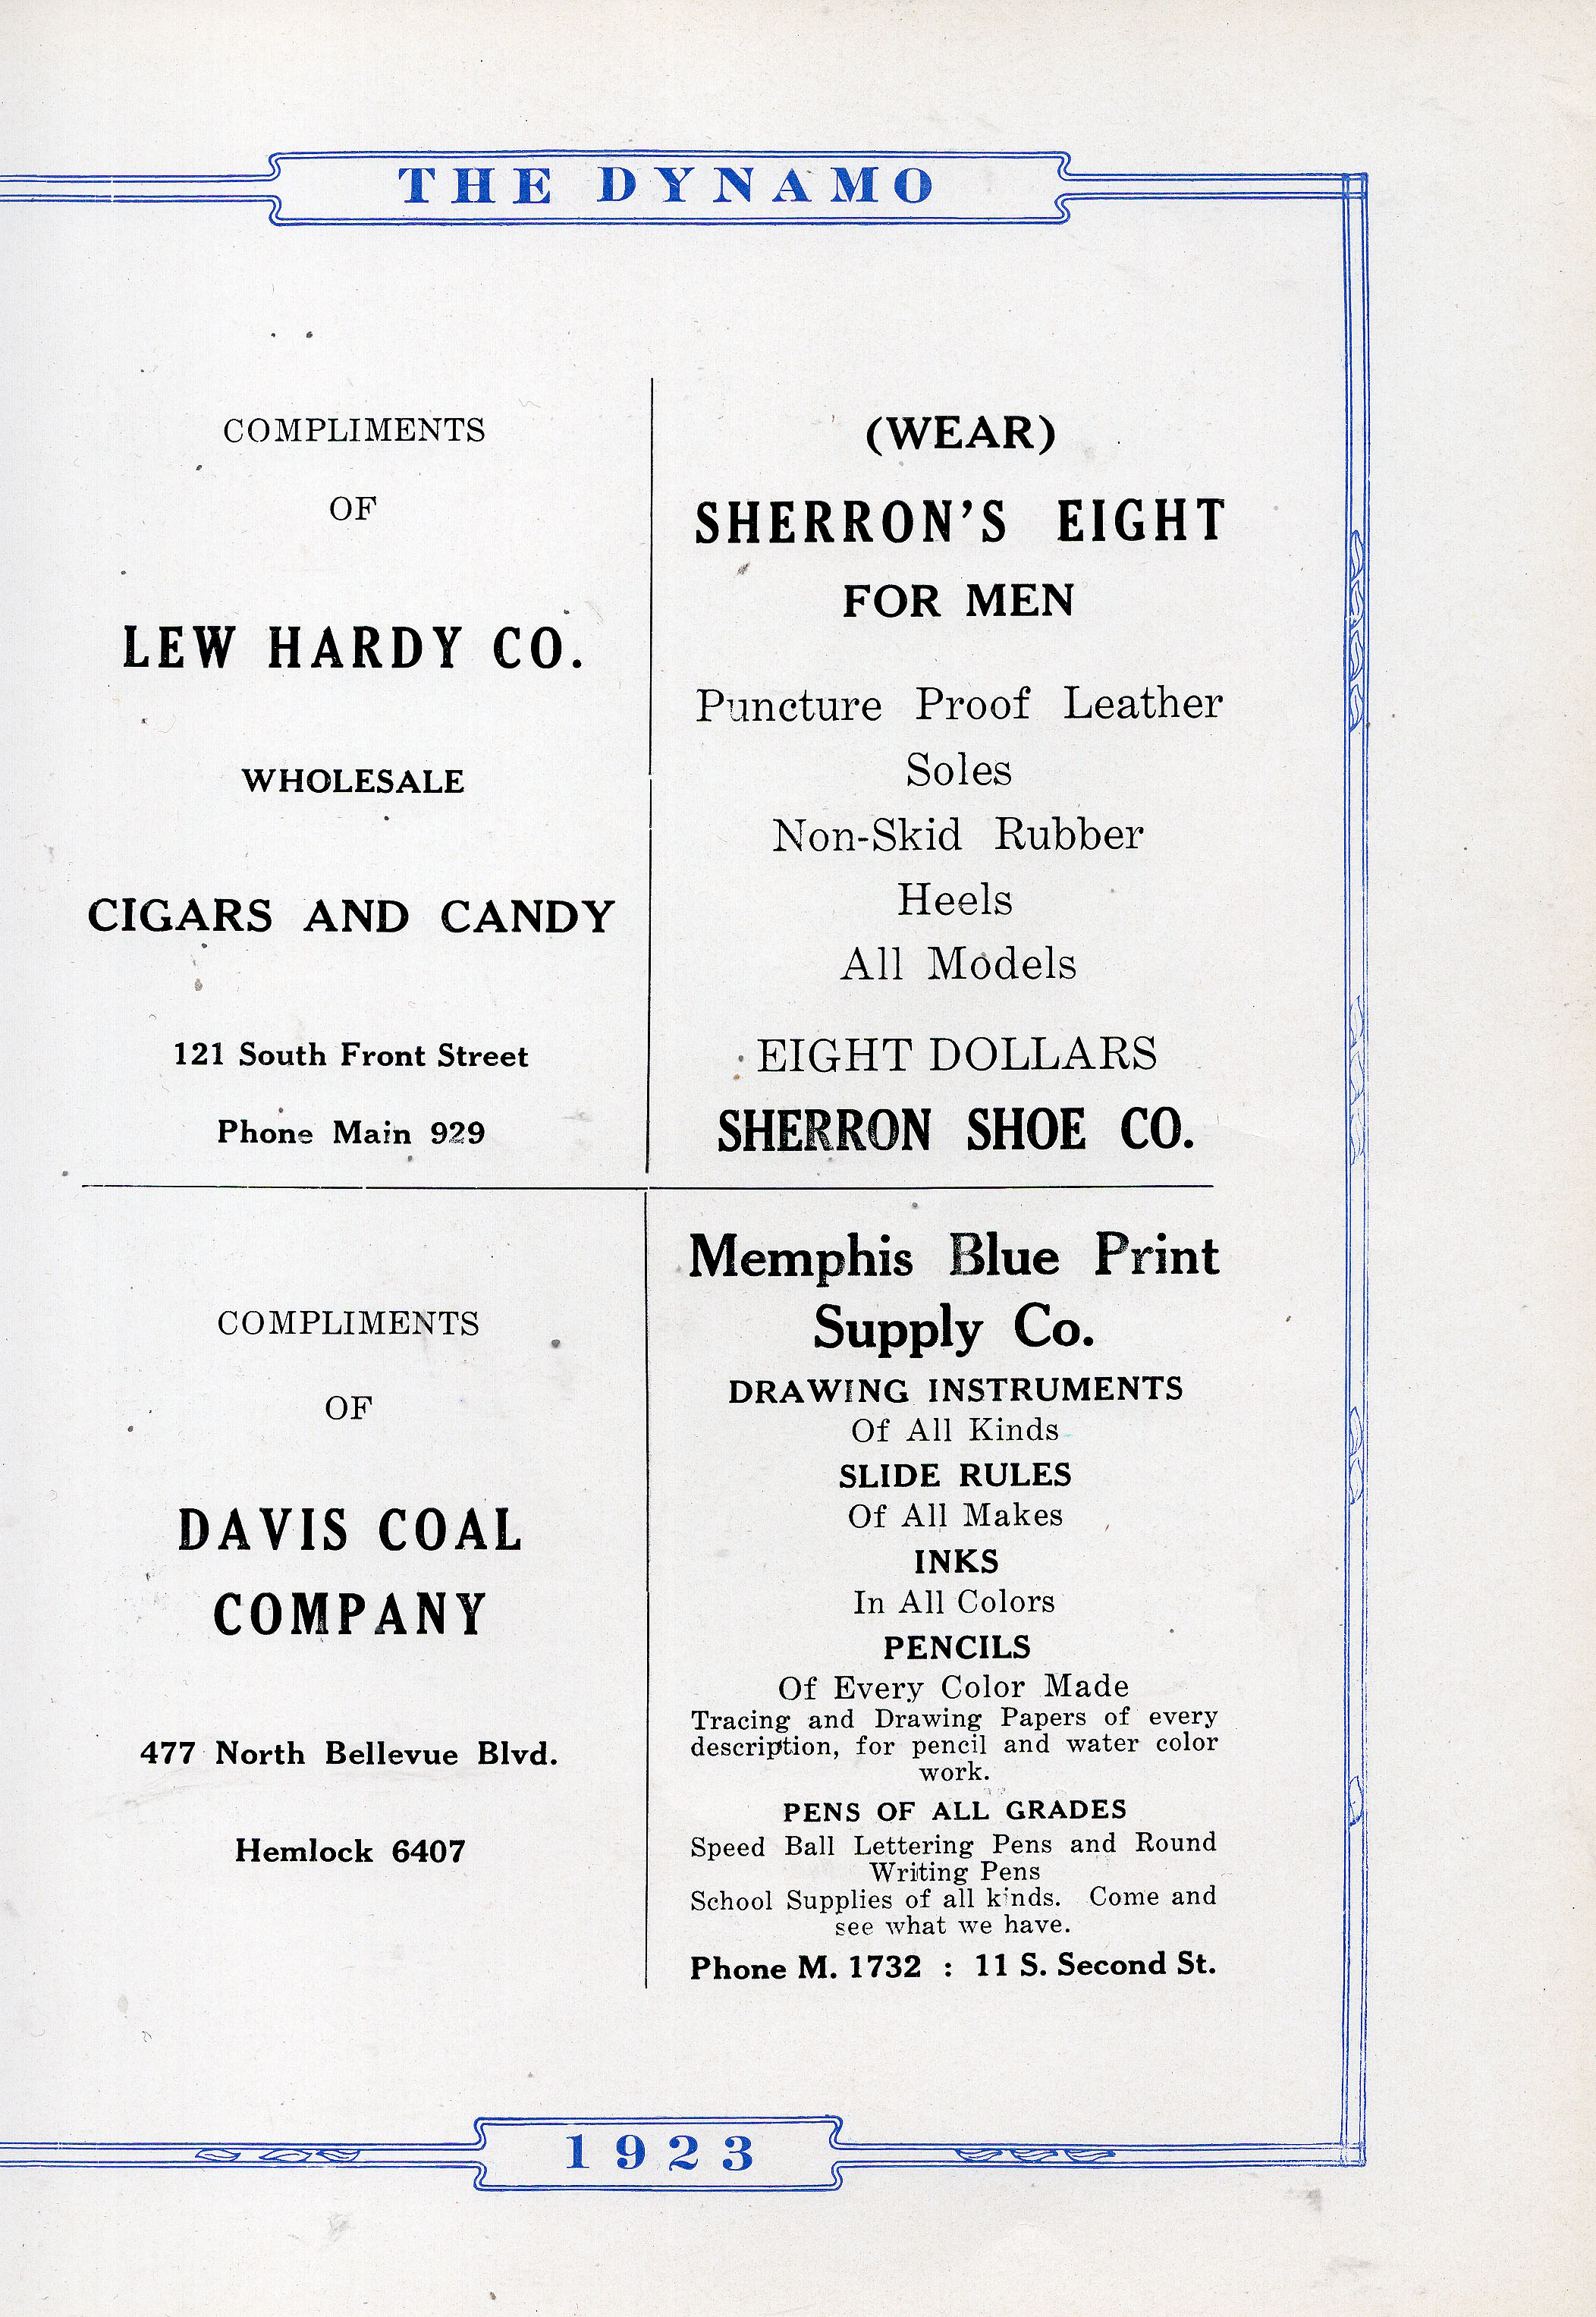 THE DYNAMO
COMPLIMENTS
OF
LEW HARDY CO.
WHOLESALE
CIGARS AND CANDY
121 South Front Street
Phone Main 929
(WEAR)
SHERRON'S EIGHT
FOR MEN
Puncture Proof Leather
Soles
Non-Skid Rubber
Heels
All Models
EIGHT DOLLARS
SHERRON SHOE CO.
COMPLIMENTS
OF
DAVIS COAL
COMPANY
477 North Bellevue Blvd.
Hemlock 6407
Memphis Blue Print
Supply Co.
DRAWING INSTRUMENTS
Of All Kinds
SLIDE RULES
Of All Makes
INKS
In All Colors
PENCILS
Of Every Color Made
Tracing and Drawing Papers of every
description, for pencil and water color
work.
PENS OF ALL GRADES
Speed Ball Lettering Pens and Round
Writing Pens
School Supplies of all kinds. Come and
see what we have.
Phone M. 1732 : 11 S. Second St.
1923